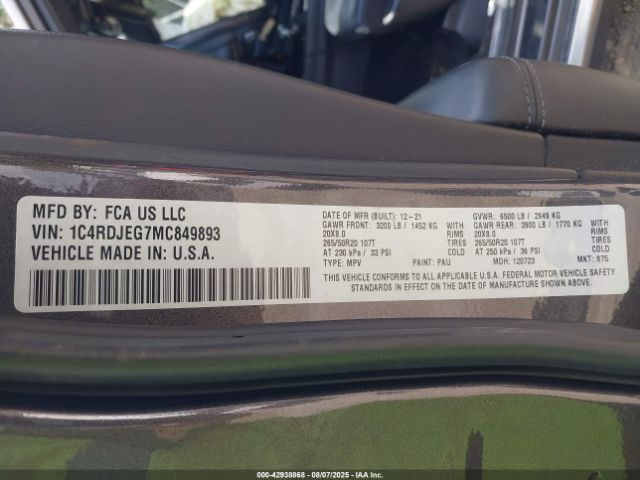 MFD BY: FCA US LLC
VIN: 1C4RDJEG7MC849893
VEHICLE MADE IN: U.S.A.
DATE OF MFR (BUILT): 12-21 GVWR: 6500 LB / 2949 KG
GAWR FRONT: 3200 LB / 1452 KG WITH GAWR REAR: 3900 LB / 1770 KG WITH
20X8.0 RIMS 20X8.0 RIMS
265/50R20 107T TIRES 265/50R20 107T TIRES
AT 230 kPa / 33 PSI COLD AT 250 kPa / 36 PSI COLD
TYPE: MPV PAINT: PAU MDH: 120723 MKT: 875
THIS VEHICLE CONFORMS TO ALL APPLICABLE U.S.A. FEDERAL MOTOR VEHICLE SAFETY
STANDARDS IN EFFECT ON THE DATE OF MANUFACTURE SHOWN ABOVE.
000-42938868 - 08/07/2025 - IAAI.COM